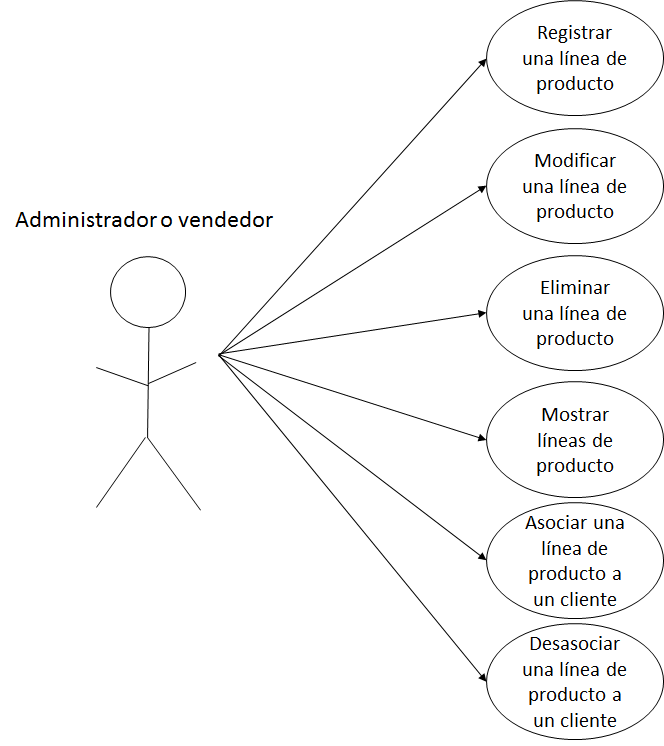 Registrar
una línea de
producto
Modificar
una línea de
producto
Administrador o vendedor
Eliminar
una línea de
producto
Mostrar
líneas de
producto
Asociar una
línea de
producto a
un cliente
Desasociar
una línea de
producto a
un cliente